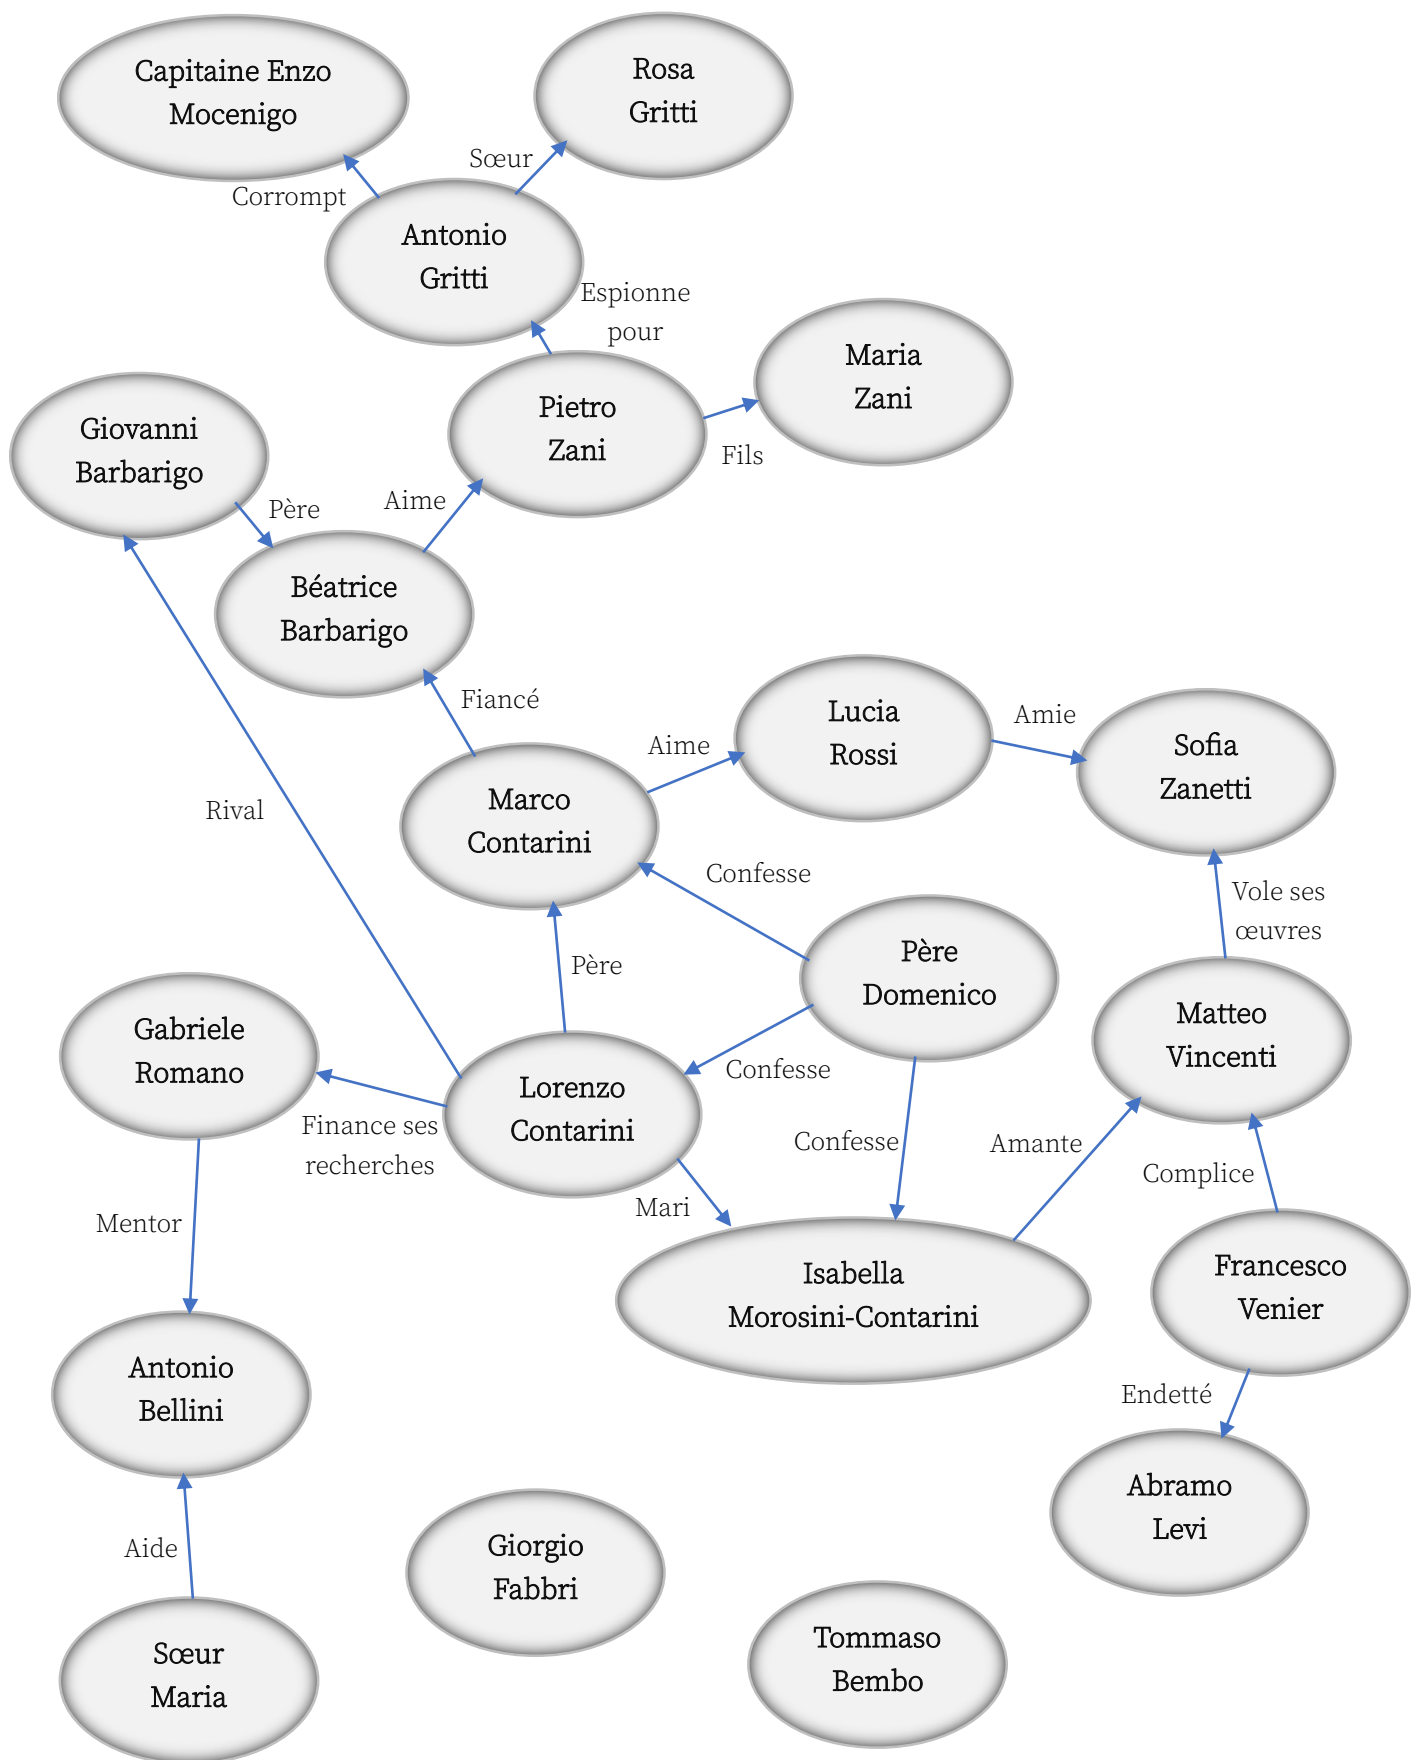 Capitaine Enzo
Mocenigo
Rosa
Gritti
Sœur
Corrompt
Antonio
Gritti
Espionne
pour
Maria
Zani
Pietro
Zani
Fils
Giovanni
Barbarigo
Père
Aime
Béatrice
Barbarigo
Fiancé
Aime
Lucia
Rossi
Amie
Sofia
Zanetti
Rival
Marco
Contarini
Confesse
Vole ses
œuvres
Père
Père
Domenico
Matteo
Vincenti
Gabriele
Romano
Finance ses
recherches
Lorenzo
Contarini
Confesse
Confesse
Amante
Complice
Mentor
Mari
Isabella
Morosini-Contarini
Francesco
Venier
Endetté
Antonio
Bellini
Abramo
Levi
Aide
Giorgio
Fabbri
Sœur
Maria
Tommaso
Bembo